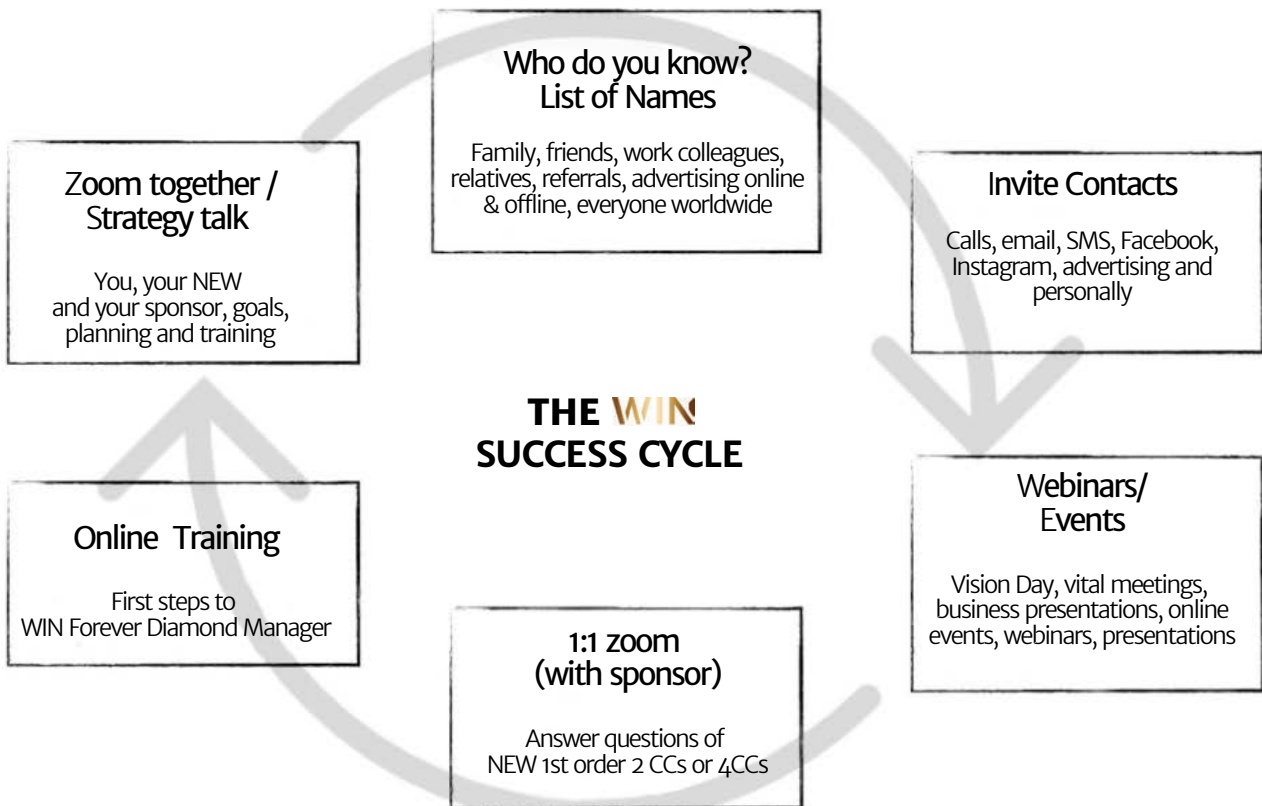 Who do you know?
List of Names
Family, friends, work colleagues,
relatives, referrals, advertising online
& offline, everyone worldwide
Invite Contacts
Calls, email, SMS, Facebook,
Instagram, advertising and
personally
Webinars/
Events
Vision Day, vital meetings,
business presentations, online
events, webinars, presentations
1:1 zoom
(with sponsor)
Answer questions of
NEW 1st order 2 CCs or 4CCs
Online Training
First steps to
WIN Forever Diamond Manager
Zoom together /
Strategy talk
You, your NEW
and your sponsor, goals,
planning and training
THE WIN
SUCCESS CYCLE